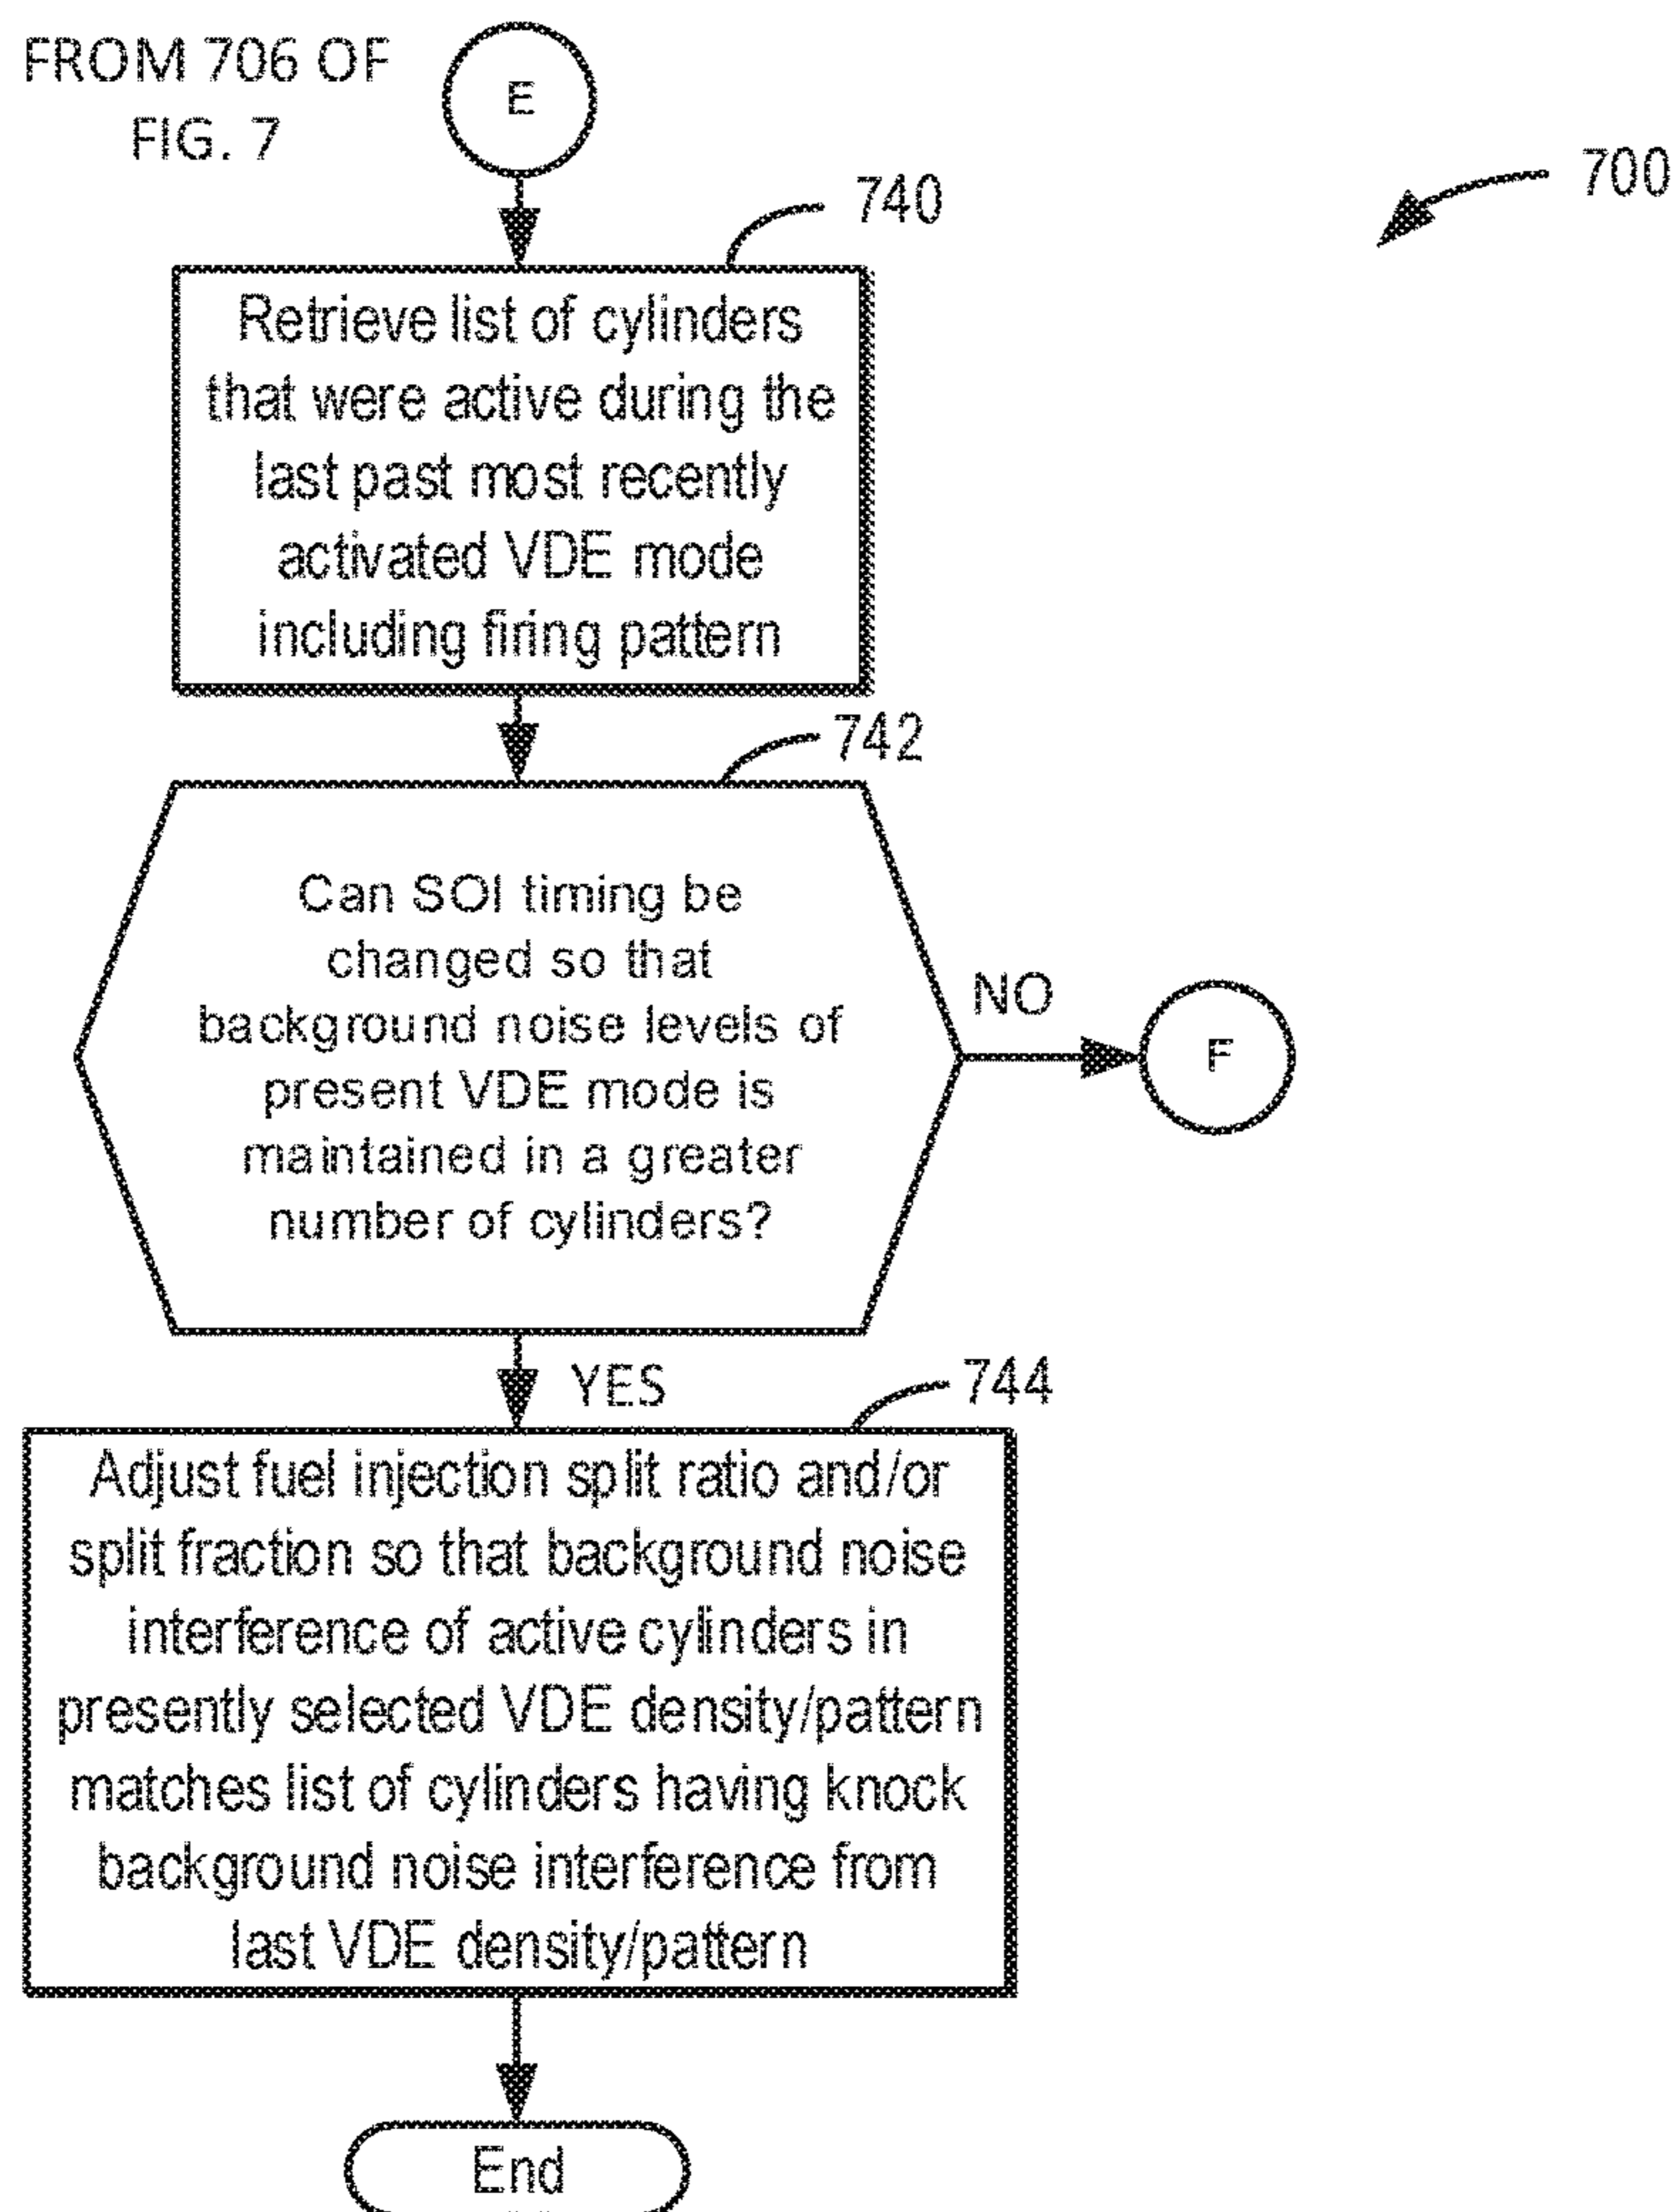 FROM 706 OF
FIG. 7
E
700
740
Retrieve list of cylinders
that were active during the
last past most recently
activated VDE mode
including firing pattern
742
Can SOI timing be
changed so that
background noise levels of
present VDE mode is
maintained in a greater
number of cylinders?
NO
F
YES
744
Adjust fuel injection split ratio and/or
split fraction so that background noise
interference of active cylinders in
presently selected VDE density/pattern
matches list of cylinders having knock
background noise interference from
last VDE density/pattern
End